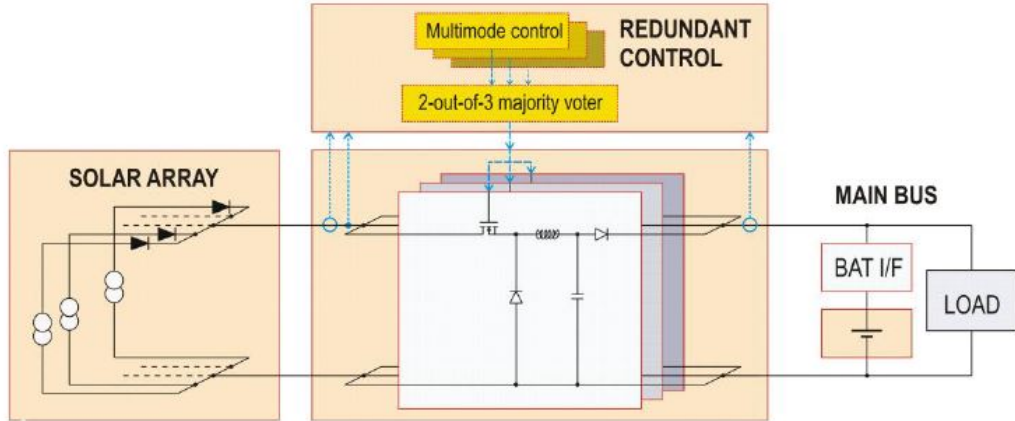 Multimode control
REDUNDANT
CONTROL
2-out-of-3 majority voter
SOLAR ARRAY
MAIN BUS
BAT I/F
LOAD